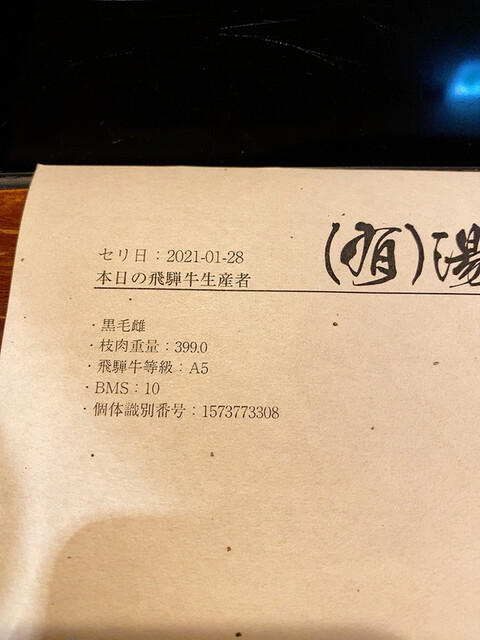 セリ日：2021-01-28
本日の飛騨牛生産者 (有)湯
・黒毛雌
・枝肉重量：399.0
・飛騨牛等級：A5
・BMS：10
・個体識別番号：1573773308